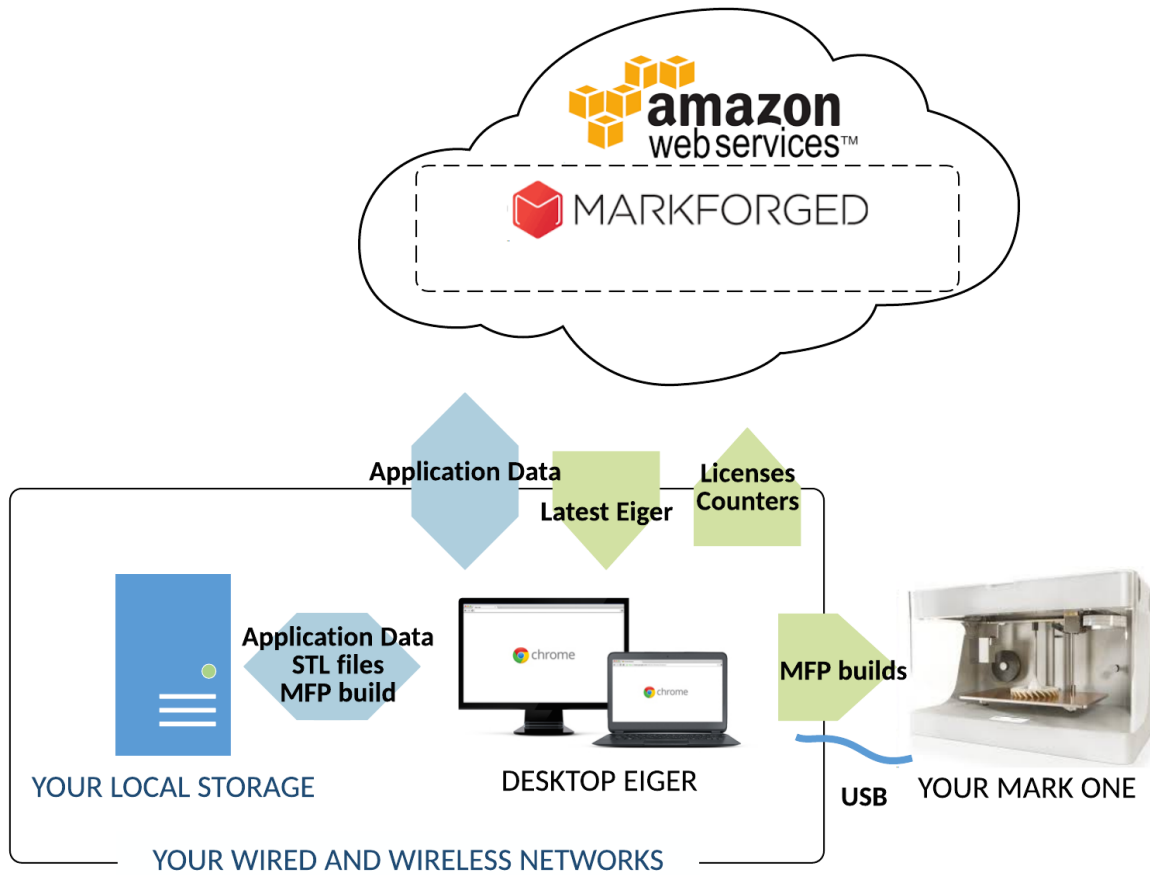 amazon
web services™
MARKFORGED
Application Data
Latest Eiger
Licenses
Counters
Application Data
STL files
MFP build
chrome
chrome
MFP builds
YOUR LOCAL STORAGE
DESKTOP EIGER
USB
YOUR MARK ONE
YOUR WIRED AND WIRELESS NETWORKS